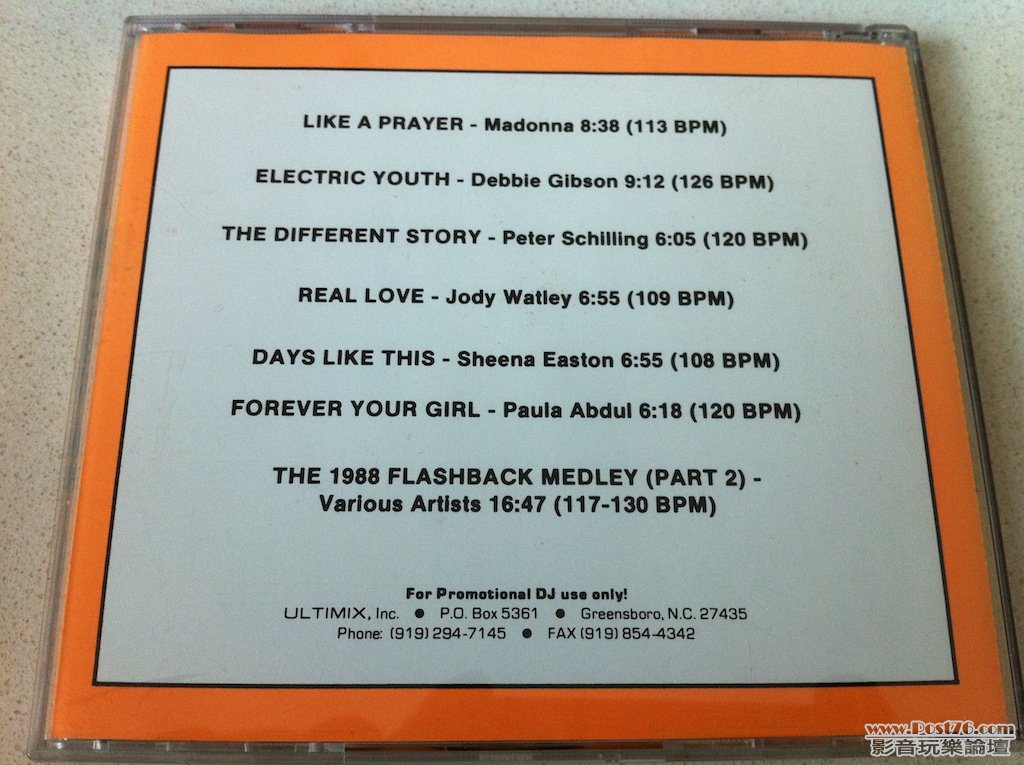 LIKE A PRAYER - Madonna 8:38 (113 BPM)
ELECTRIC YOUTH - Debbie Gibson 9:12 (126 BPM)
THE DIFFERENT STORY - Peter Schilling 6:05 (120 BPM)
REAL LOVE - Jody Watley 6:55 (109 BPM)
DAYS LIKE THIS - Sheena Easton 6:55 (108 BPM)
FOREVER YOUR GIRL - Paula Abdul 6:18 (120 BPM)
THE 1988 FLASHBACK MEDLEY (PART 2) -
Various Artists 16:47 (117-130 BPM)
For Promotional DJ use only!
ULTIMIX, Inc. ● P.O. Box 5361 ● Greensboro, N.C. 27435
Phone: (919) 294-7145 ● FAX (919) 854-4342
www.Post76.com
影音玩樂論壇